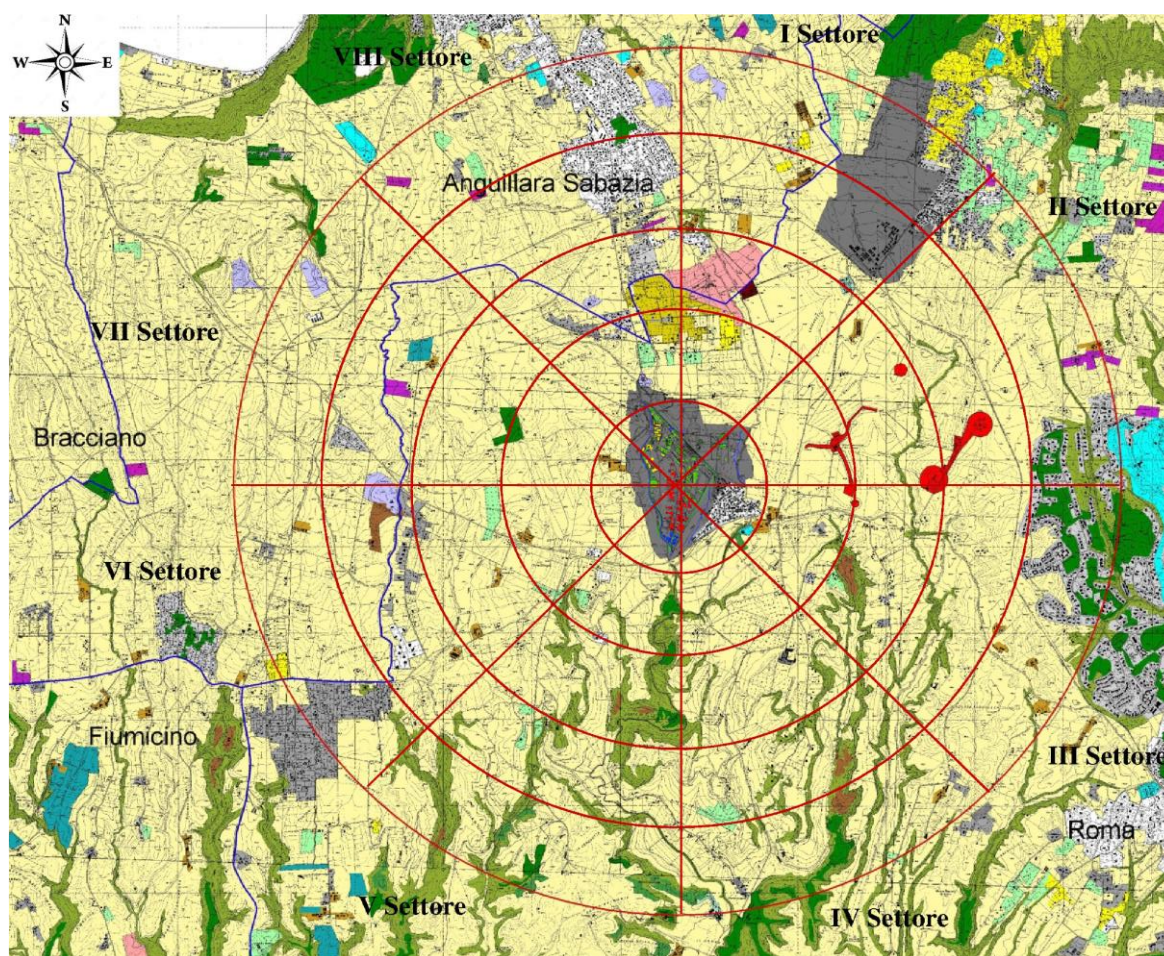 N
W E
S
I Settore
VIII Settore
Anguillara Sabazia
II Settore
VII Settore
Bracciano
VI Settore
Fiumicino
III Settore
Roma
V Settore
IV Settore